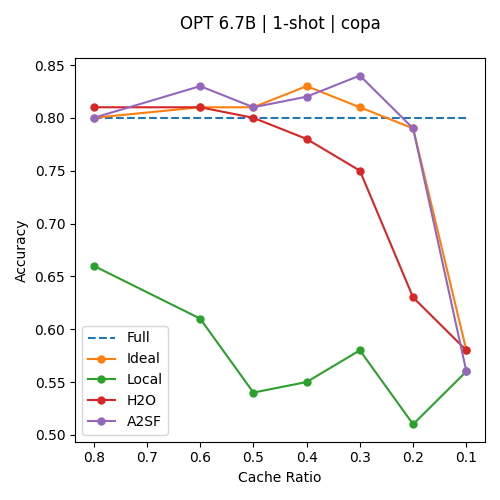 OPT 6.7B | 1-shot | copa
0.85
0.80
0.75
0.70
0.65
0.60
0.55
0.50
Accuracy
Full
Ideal
Local
H2O
A2SF
0.8 0.7 0.6 0.5 0.4 0.3 0.2 0.1
Cache Ratio